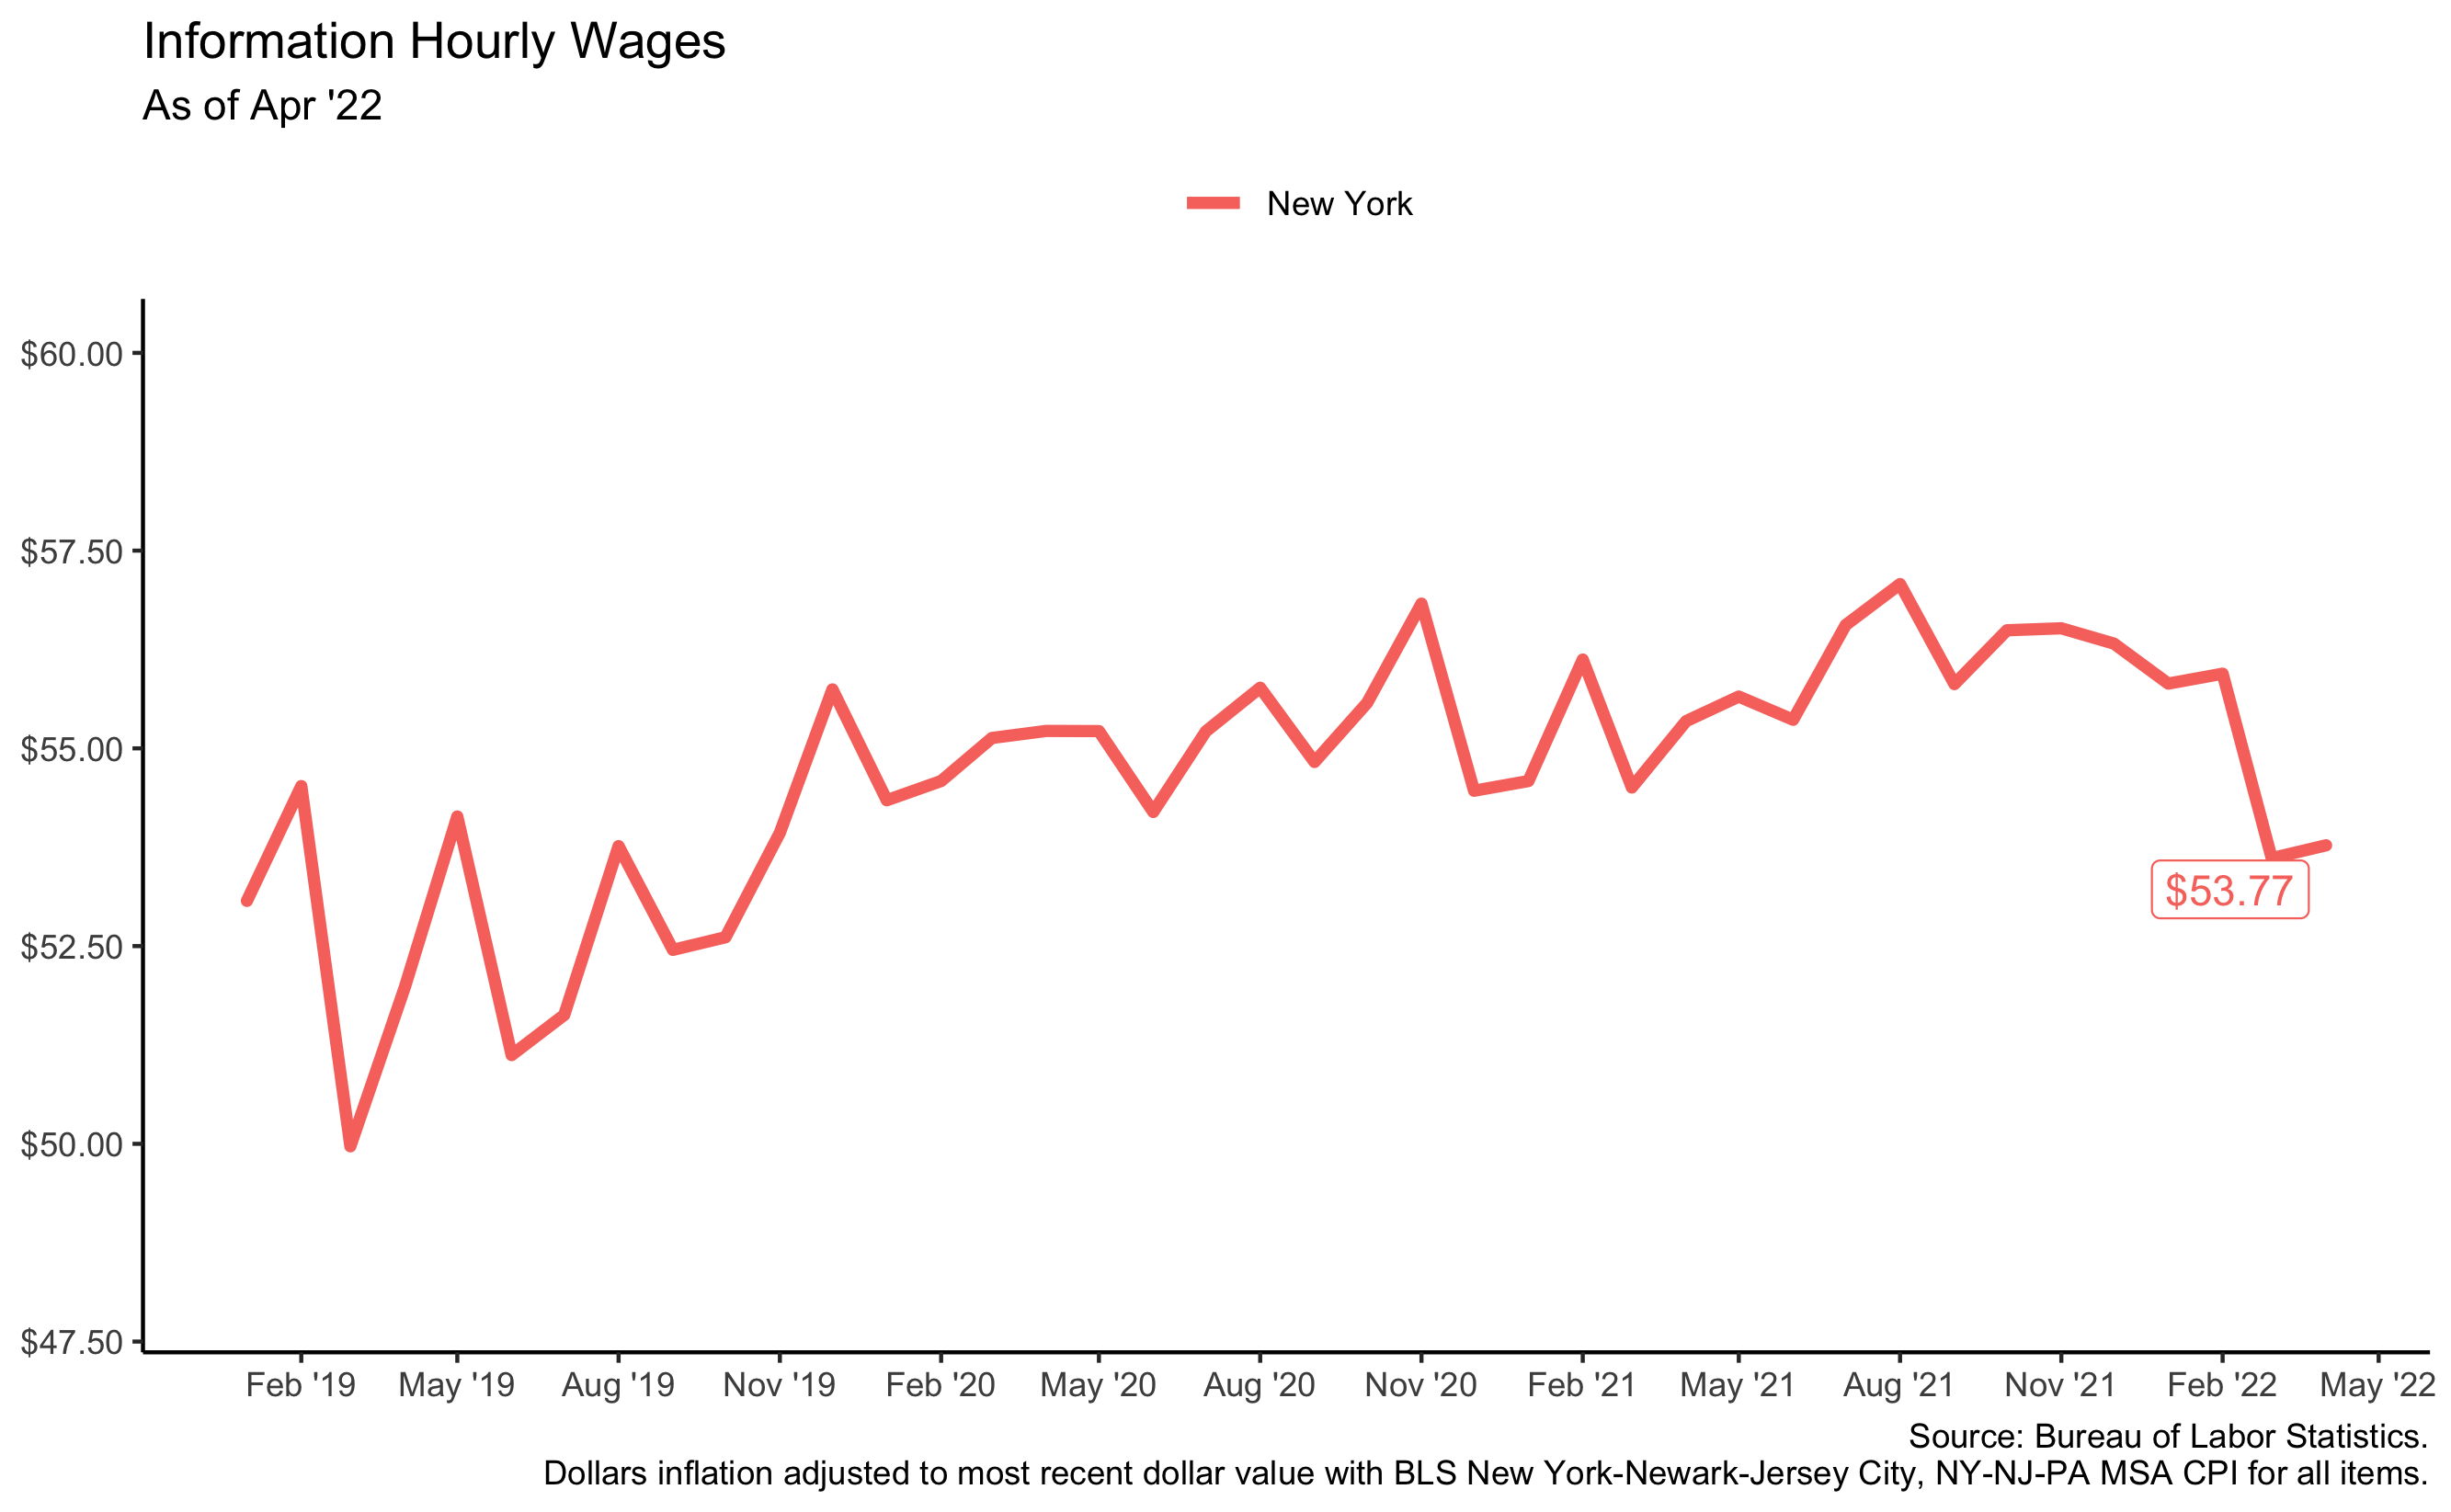 Information Hourly Wages
As of Apr '22
New York
$60.00
$57.50
$55.00
$52.50
$50.00
$47.50
$53.77
Feb '19 May '19 Aug '19 Nov '19 Feb '20 May '20 Aug '20 Nov '20 Feb '21 May '21 Aug '21 Nov '21 Feb '22 May '22
Source: Bureau of Labor Statistics.
Dollars inflation adjusted to most recent dollar value with BLS New York-Newark-Jersey City, NY-NJ-PA MSA CPI for all items.